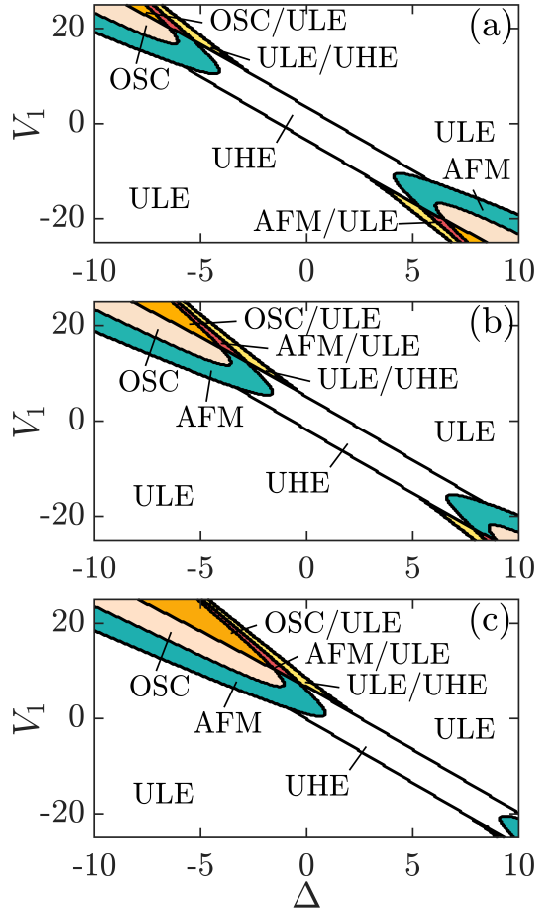 20
0
-20
V₁
OSC/ULE
(a)
ULE/UHE
OSC
ULE
UHE
AFM
ULE
AFM/ULE
-10 -5 0 5 10
20
0
-20
V₁
OSC/ULE
(b)
AFM/ULE
OSC
ULE/UHE
AFM
ULE
UHE
ULE
-10 -5 0 5 10
20
0
-20
V₁
(c)
OSC/ULE
AFM/ULE
OSC
ULE/UHE
AFM
ULE
UHE
ULE
-10 -5 0 5 10
Δ